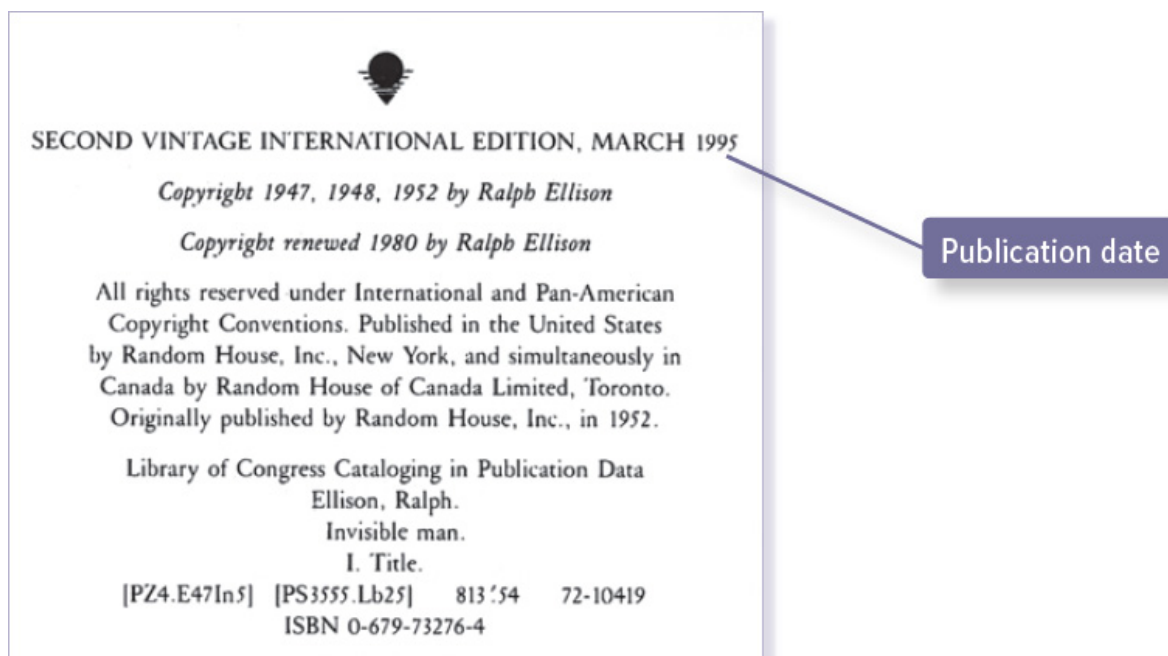 SECOND VINTAGE INTERNATIONAL EDITION, MARCH 1995
Copyright 1947, 1948, 1952 by Ralph Ellison
Copyright renewed 1980 by Ralph Ellison
All rights reserved under International and Pan-American
Copyright Conventions. Published in the United States
by Random House, Inc., New York, and simultaneously in
Canada by Random House of Canada Limited, Toronto.
Originally published by Random House, Inc., in 1952.
Library of Congress Cataloging in Publication Data
Ellison, Ralph.
Invisible man.
I. Title.
[PZ4.E47In5] [PS3555.Lb25] 813'.54 72-10419
ISBN 0-679-73276-4
Publication date